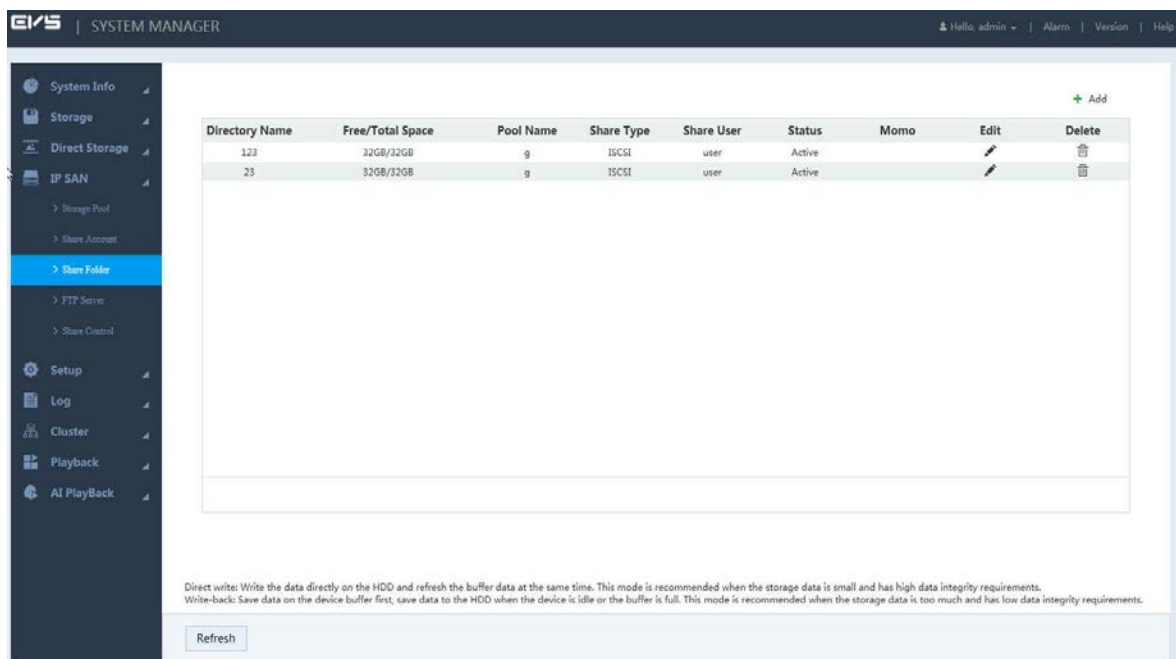 EVS | SYSTEM MANAGER
Hello, admin | Alarm | Version | Help
System Info
Storage
Direct Storage
IP SAN
> Storage Pool
> Share Account
> Share Folder
> FTP Server
> Share Control
Setup
Log
Cluster
Playback
AI PlayBack
+ Add
Directory Name Free/Total Space Pool Name Share Type Share User Status Momo Edit Delete
123 32GB/32GB g ISCSI user Active
23 32GB/32GB g ISCSI user Active
Direct write: Write the data directly on the HDD and refresh the buffer data at the same time. This mode is recommended when the storage data is small and has high data integrity requirements.
Write-back: Save data on the device buffer first, save data to the HDD when the device is idle or the buffer is full. This mode is recommended when the storage data is too much and has low data integrity requirements.
Refresh